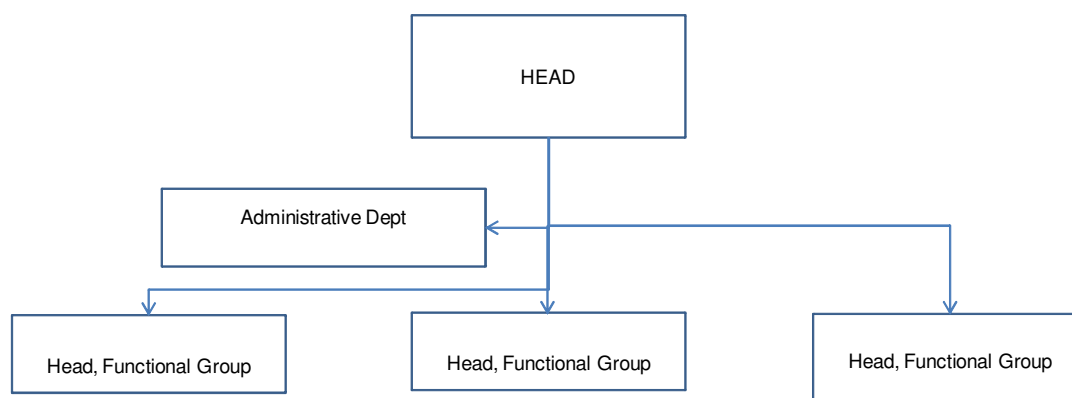 HEAD
Administrative Dept
Head, Functional Group
Head, Functional Group
Head, Functional Group